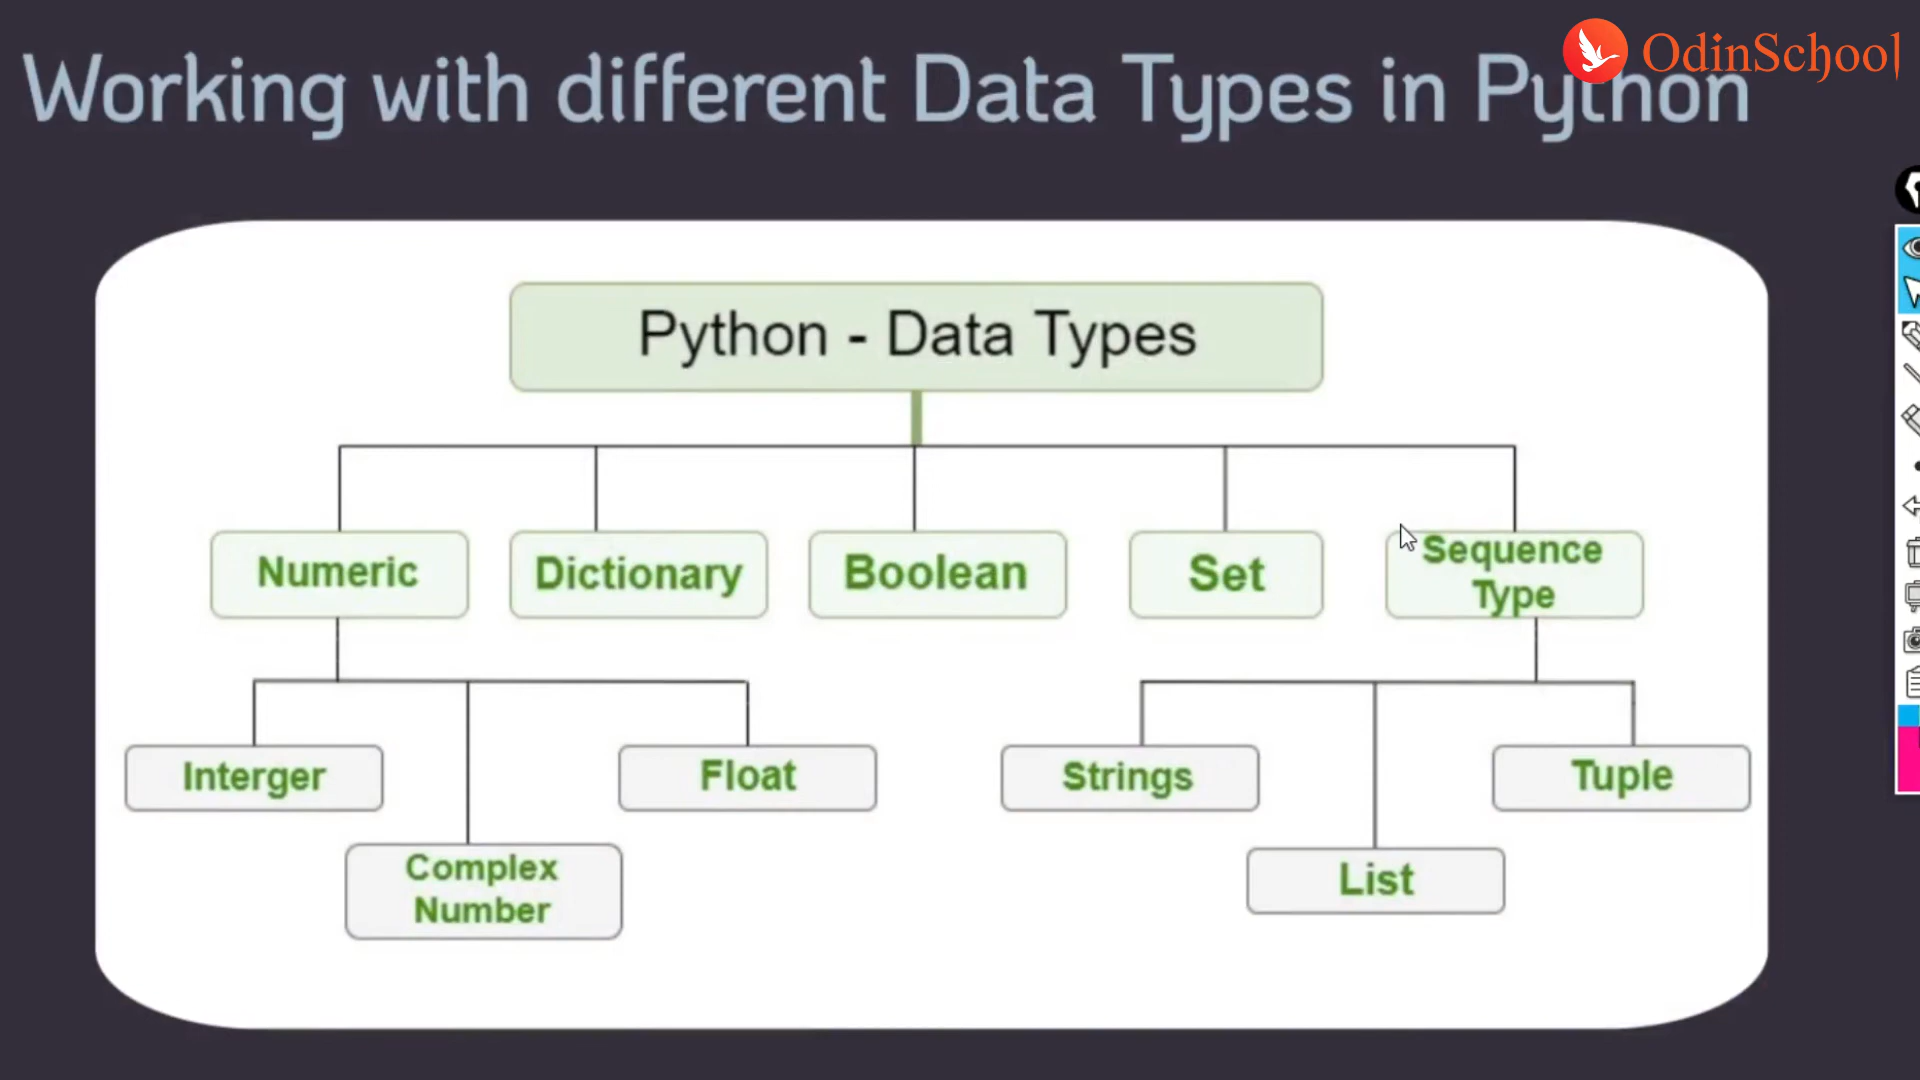 OdinSchool
Working with different Data Types in Python
Python - Data Types
Numeric
Dictionary
Boolean
Set
Sequence
Type
Interger
Float
Strings
Tuple
Complex
Number
List